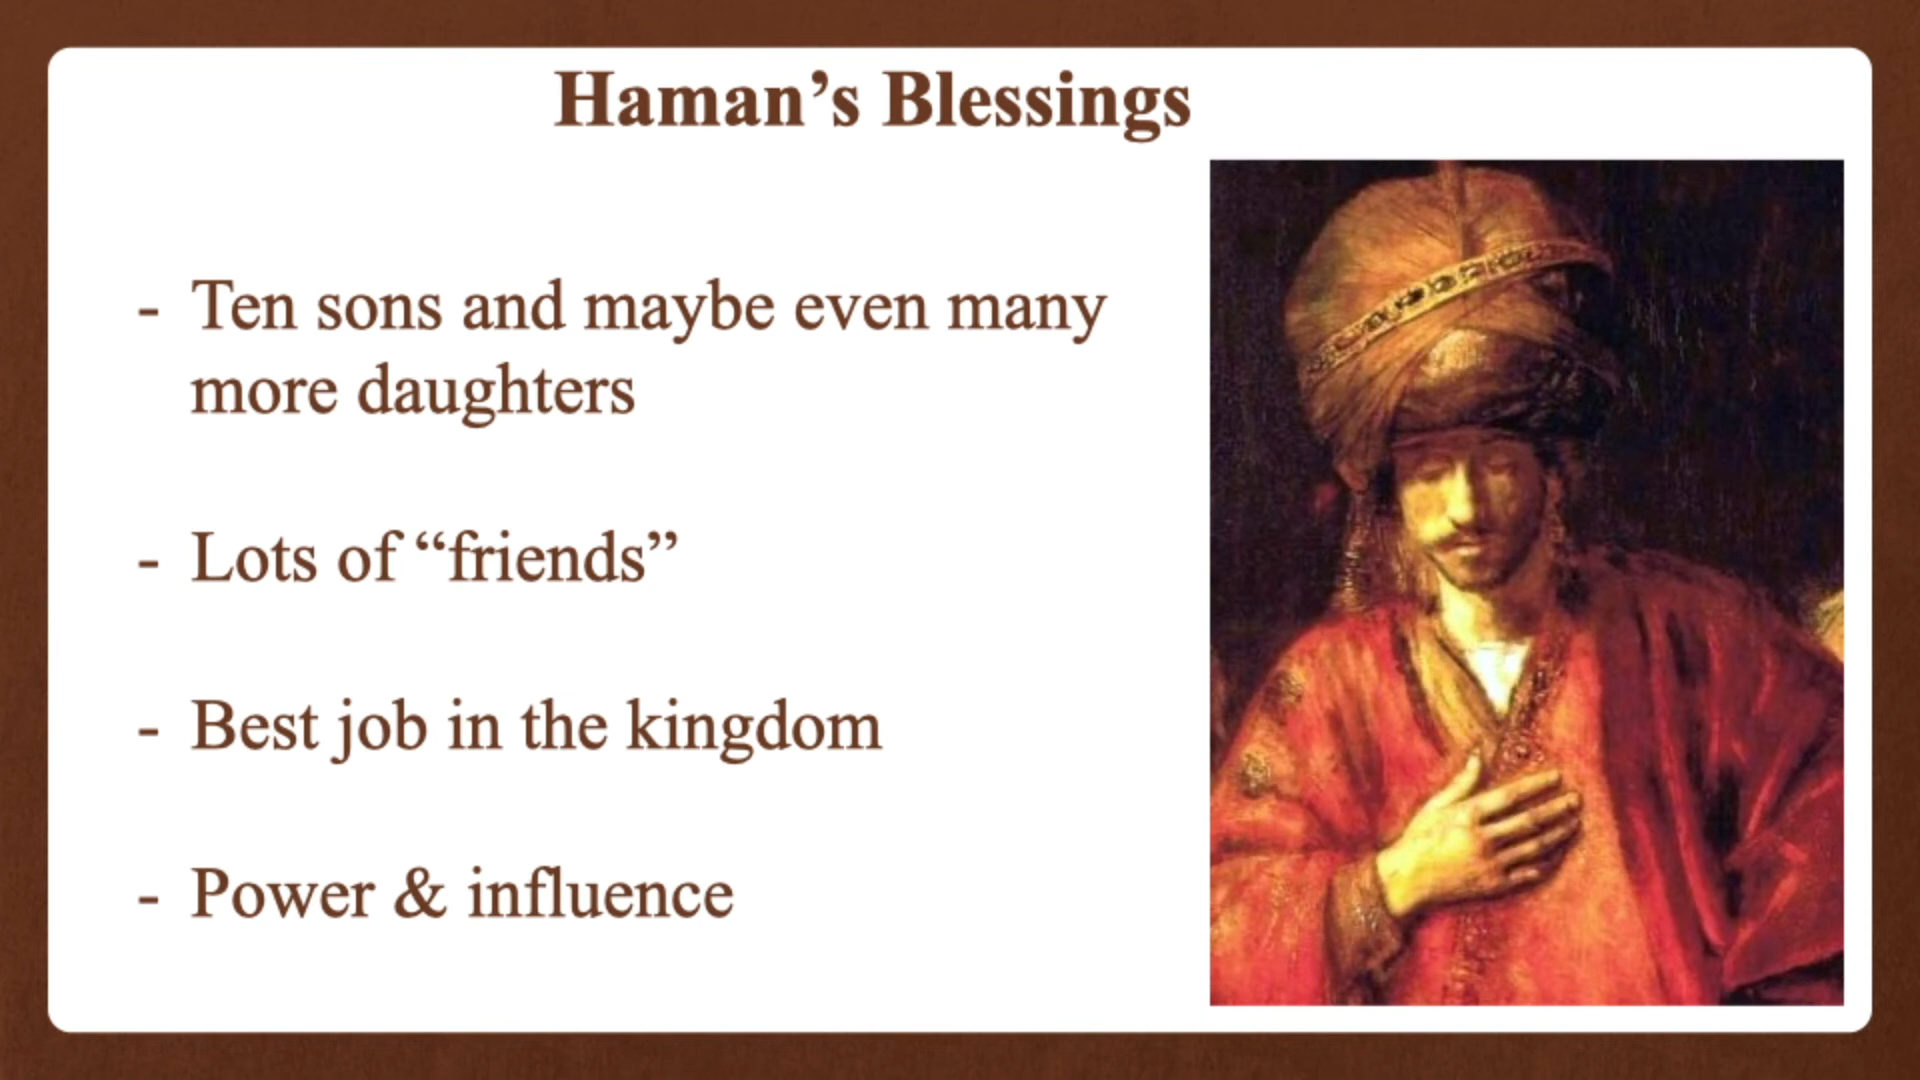 Haman’s Blessings
- Ten sons and maybe even many
more daughters
- Lots of “friends”
- Best job in the kingdom
- Power & influence